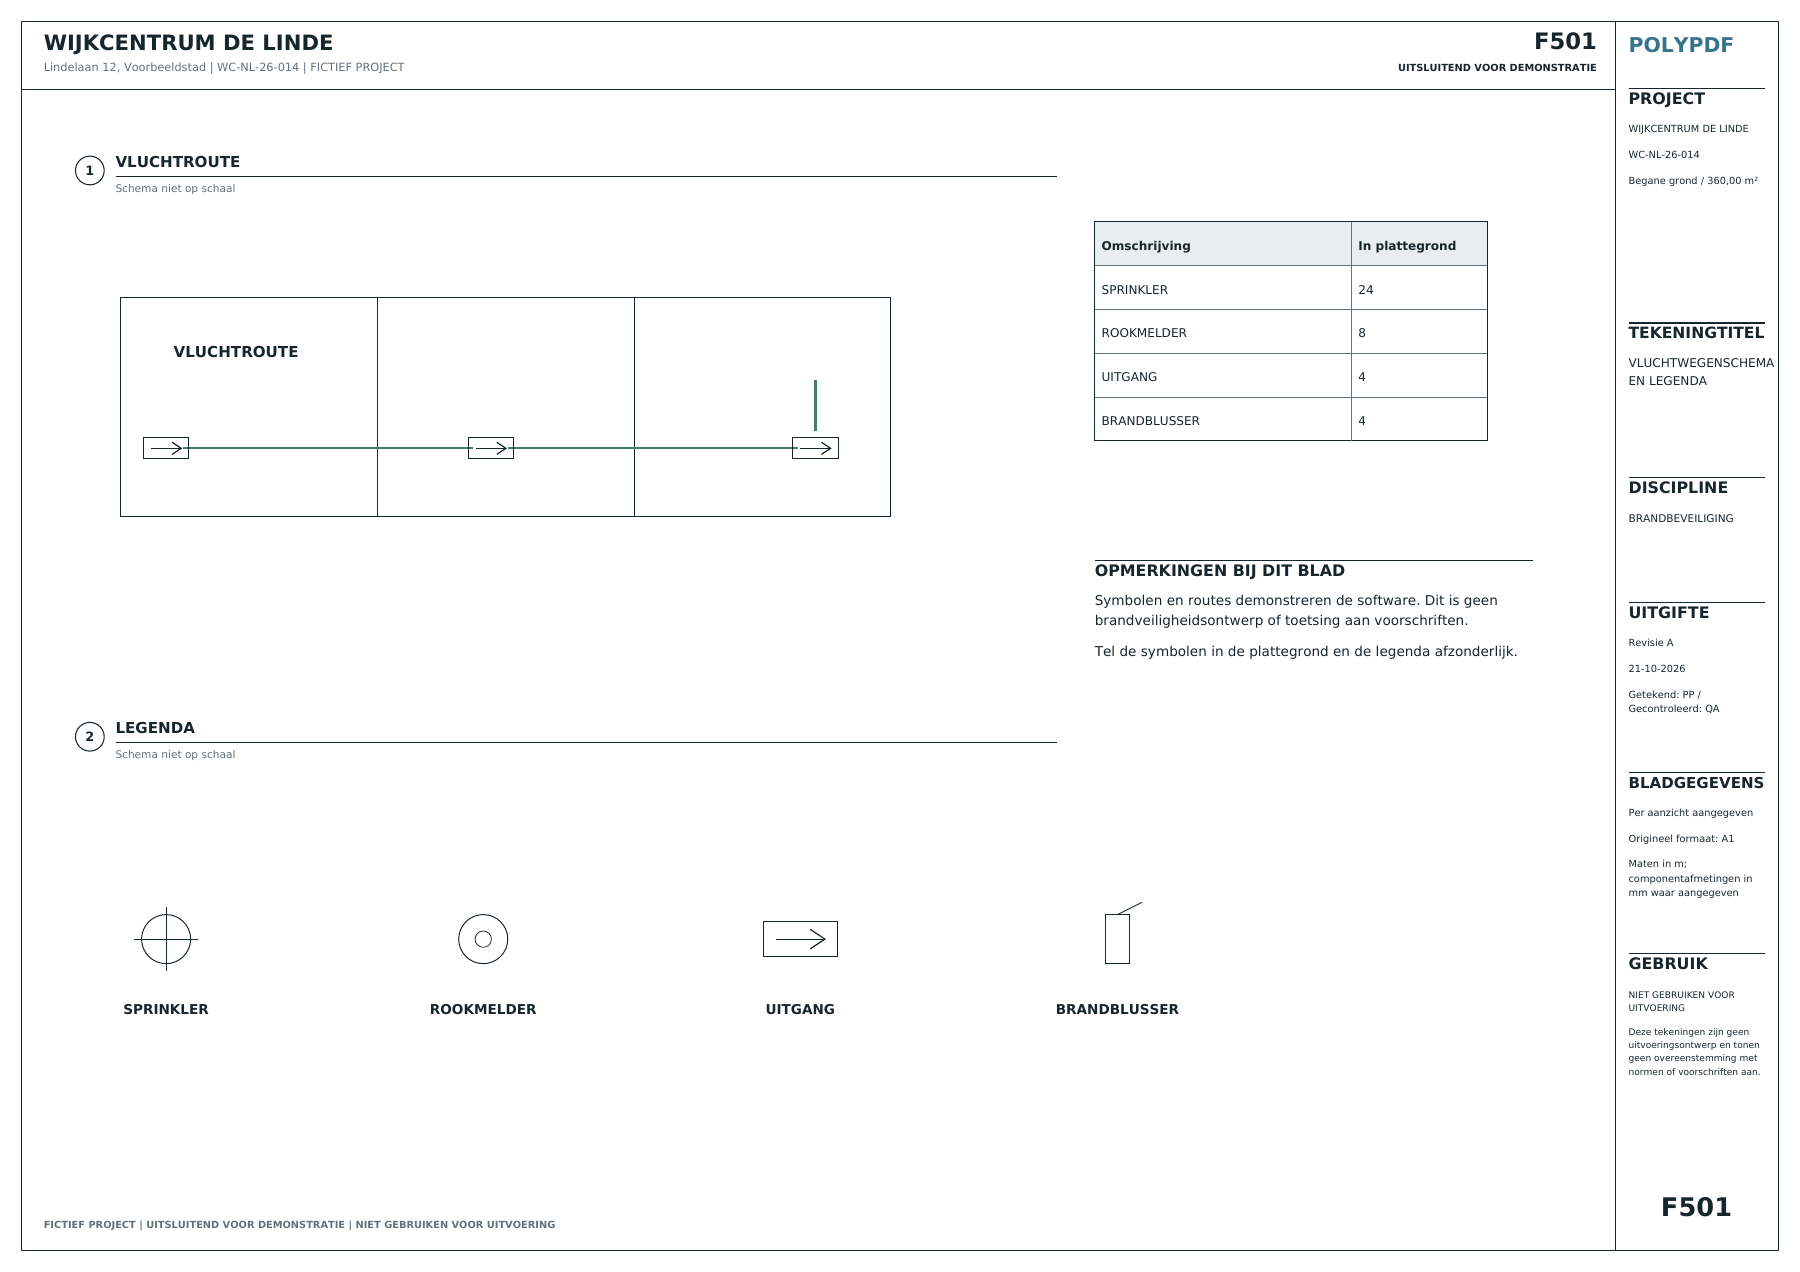 WIJKCENTRUM DE LINDE
Lindelaan 12, Voorbeeldstad | WC-NL-26-014 | FICTIEF PROJECT
F501
UITSLUITEND VOOR DEMONSTRATIE
1
VLUCHTROUTE
Schema niet op schaal
VLUCHTROUTE
Omschrijving In plattegrond
SPRINKLER 24
ROOKMELDER 8
UITGANG 4
BRANDBLUSSER 4
OPMERKINGEN BIJ DIT BLAD
Symbolen en routes demonstreren de software. Dit is geen
brandveiligheidsontwerp of toetsing aan voorschriften.
Tel de symbolen in de plattegrond en de legenda afzonderlijk.
2
LEGENDA
Schema niet op schaal
SPRINKLER
ROOKMELDER
UITGANG
BRANDBLUSSER
FICTIEF PROJECT | UITSLUITEND VOOR DEMONSTRATIE | NIET GEBRUIKEN VOOR UITVOERING
POLYPDF
PROJECT
WIJKCENTRUM DE LINDE
WC-NL-26-014
Begane grond / 360,00 m²
TEKENINGTITEL
VLUCHTWEGENSCHEMA
EN LEGENDA
DISCIPLINE
BRANDBEVEILIGING
UITGIFTE
Revisie A
21-10-2026
Getekend: PP /
Gecontroleerd: QA
BLADGEGEVENS
Per aanzicht aangegeven
Origineel formaat: A1
Maten in m;
componentafmetingen in
mm waar aangegeven
GEBRUIK
NIET GEBRUIKEN VOOR
UITVOERING
Deze tekeningen zijn geen
uitvoeringsontwerp en tonen
geen overeenstemming met
normen of voorschriften aan.
F501